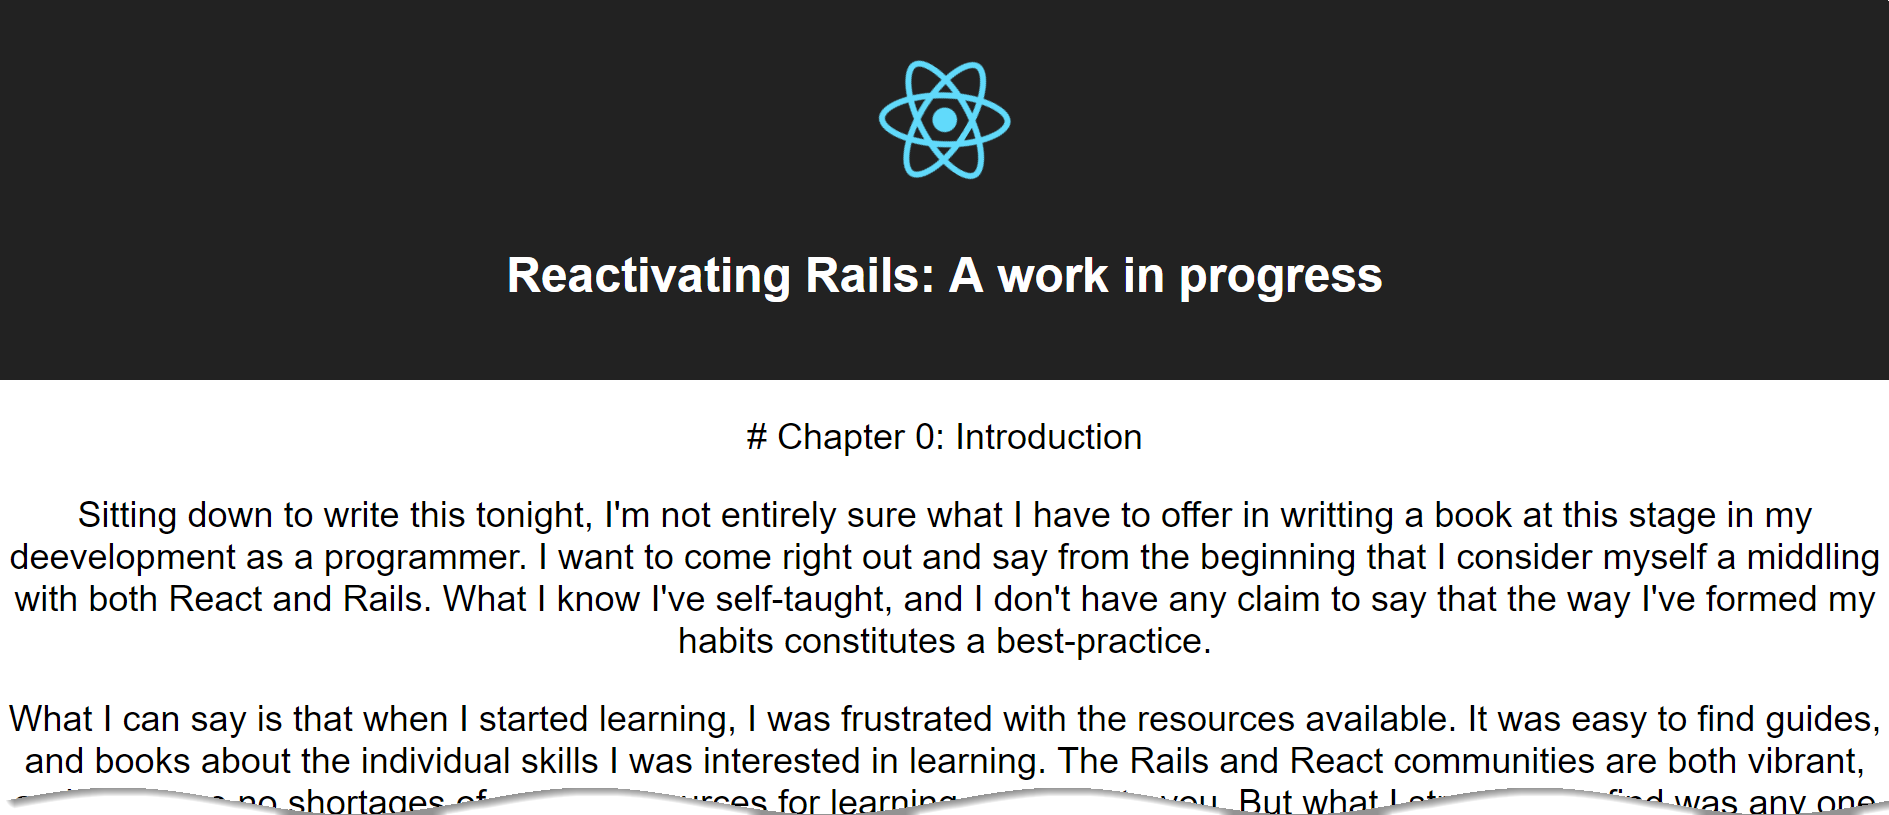 Reactivating Rails: A work in progress
# Chapter 0: Introduction
Sitting down to write this tonight, I'm not entirely sure what I have to offer in writting a book at this stage in my
deevelopment as a programmer. I want to come right out and say from the beginning that I consider myself a middling
with both React and Rails. What I know I've self-taught, and I don't have any claim to say that the way I've formed my
habits constitutes a best-practice.
What I can say is that when I started learning, I was frustrated with the resources available. It was easy to find guides,
and books about the individual skills I was interested in learning. The Rails and React communities are both vibrant,
no shortages of for learning you. But what I find was any one